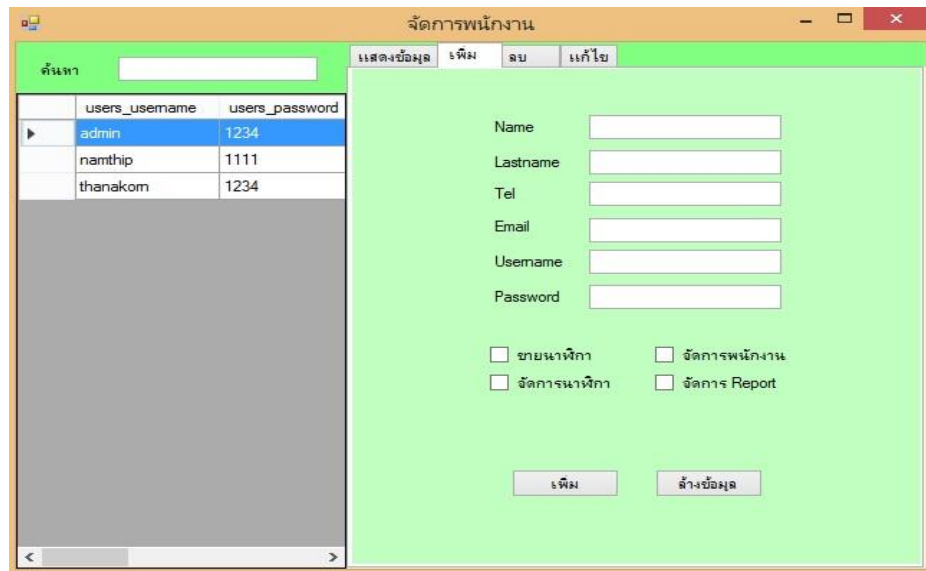 จัดการพนักงาน
ค้นหา
แสดงข้อมูล เพิ่ม ลบ แก้ไข
users_username users_password
admin 1234
namthip 1111
thanakorn 1234
Name
Lastname
Tel
Email
Username
Password
ขายนาฬิกา จัดการพนักงาน
จัดการนาฬิกา จัดการ Report
เพิ่ม ล้างข้อมูล